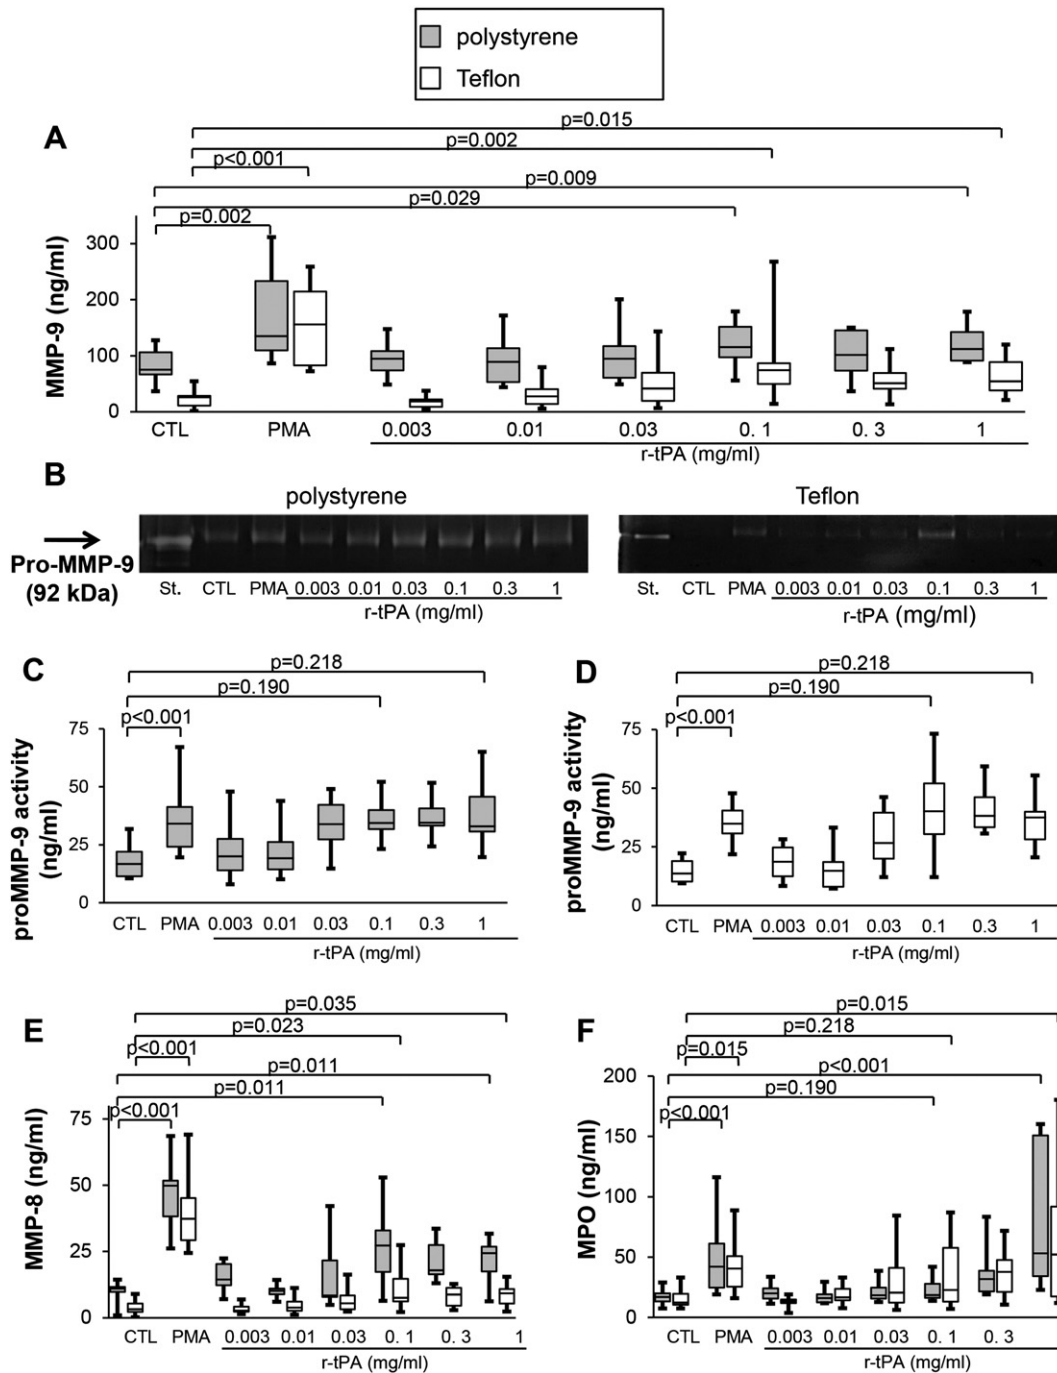 polystyrene
Teflon
A
p=0.015
p=0.002
p<0.001
p=0.009
p=0.029
p=0.002
MMP-9 (ng/ml)
300
200
100
0
CTL PMA 0.003 0.01 0.03 0. 1 0. 3 1
r-tPA (mg/ml)
B
polystyrene Teflon
Pro-MMP-9
(92 kDa)
St. CTL PMA 0.003 0.01 0.03 0.1 0.3 1
r-tPA (mg/ml)
St. CTL PMA 0.003 0.01 0.03 0.1 0.3 1
r-tPA (mg/ml)
C
p=0.218
p=0.190
p<0.001
proMMP-9 activity
(ng/ml)
75
50
25
0
CTL PMA 0.003 0.01 0.03 0.1 0.3 1
r-tPA (mg/ml)
D
p=0.218
p=0.190
p<0.001
proMMP-9 activity
(ng/ml)
75
50
25
0
CTL PMA 0.003 0.01 0.03 0.1 0.3 1
r-tPA (mg/ml)
E
p=0.035
p=0.023
p<0.001
p=0.011
p=0.011
p<0.001
MMP-8 (ng/ml)
75
50
25
0
CTL PMA 0.003 0.01 0.03 0. 1 0. 3 1
r-tPA (mg/ml)
F
p=0.015
p=0.218
p=0.015
p<0.001
p=0.190
p<0.001
MPO (ng/ml)
200
150
100
50
0
CTL PMA 0.003 0.01 0.03 0. 1 0. 3
r-tPA (mg/ml)